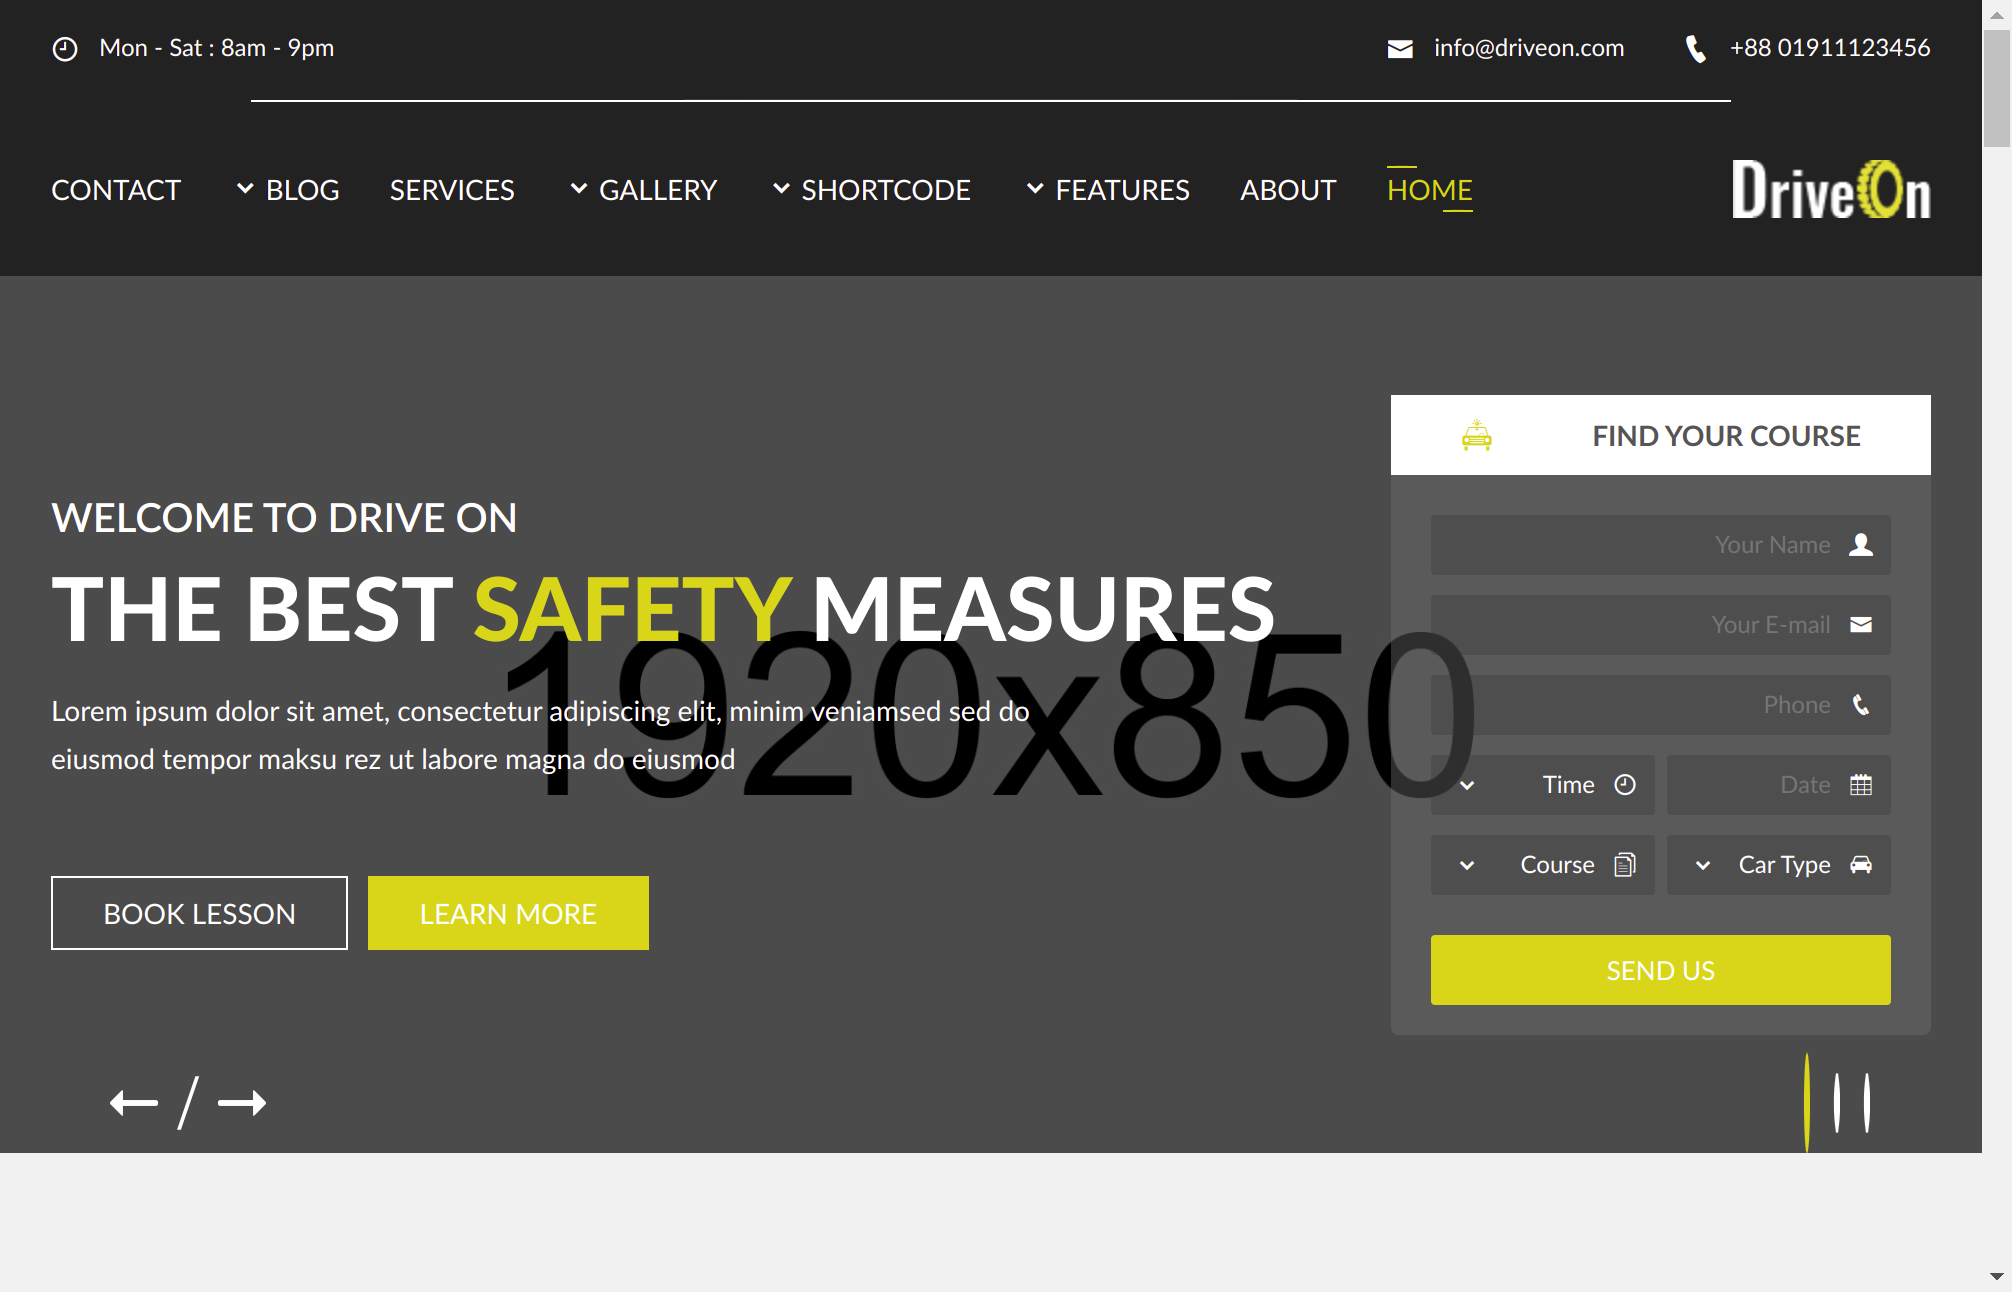 Mon - Sat : 8am - 9pm
info@driveon.com
+88 01911123456
CONTACT
BLOG
SERVICES
GALLERY
SHORTCODE
FEATURES
ABOUT
HOME
DriveOn
WELCOME TO DRIVE ON
THE BEST SAFETY MEASURES
1920x850
Lorem ipsum dolor sit amet, consectetur adipiscing elit, minim veniamsed sed do
eiusmod tempor maksu rez ut labore magna do eiusmod
BOOK LESSON
LEARN MORE
/
FIND YOUR COURSE
Your Name
Your E-mail
Phone
Time
Date
Course
Car Type
SEND US